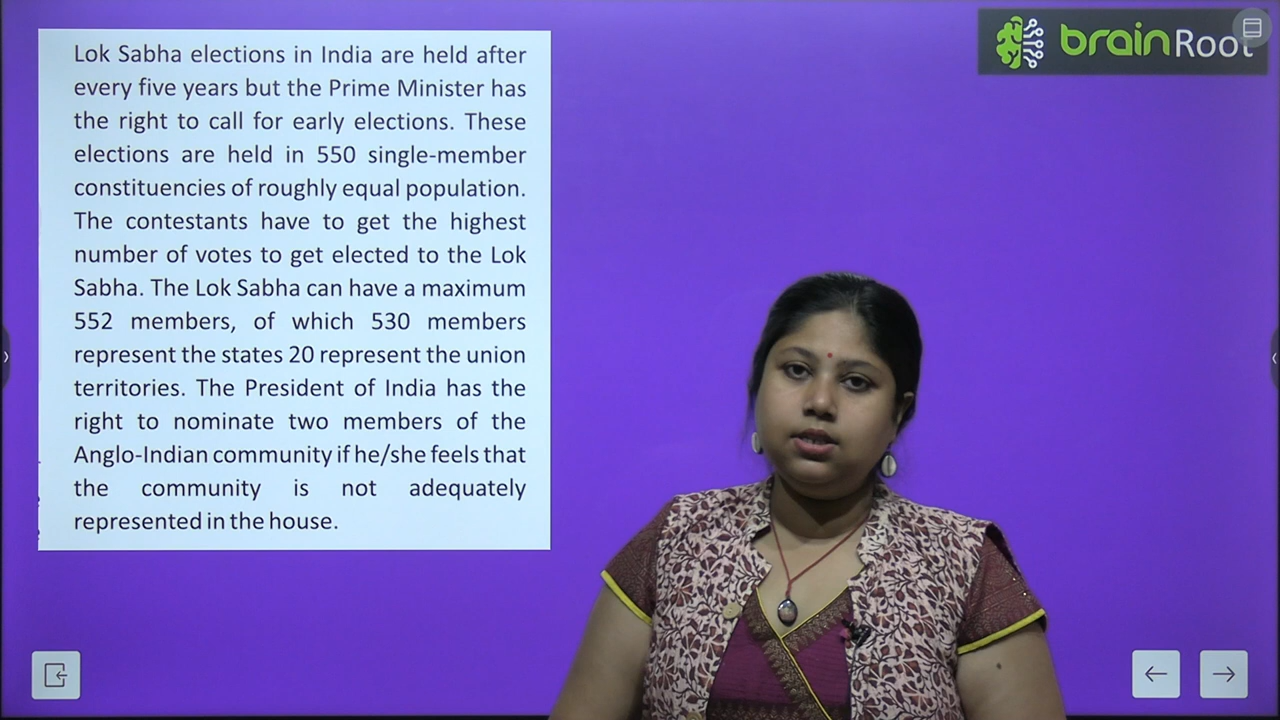 Lok Sabha elections in India are held after
every five years but the Prime Minister has
the right to call for early elections. These
elections are held in 550 single-member
constituencies of roughly equal population.
The contestants have to get the highest
number of votes to get elected to the Lok
Sabha. The Lok Sabha can have a maximum
552 members, of which 530 members
represent the states 20 represent the union
territories. The President of India has the
right to nominate two members of the
Anglo-Indian community if he/she feels that
the community is not adequately
represented in the house.
brainRoot